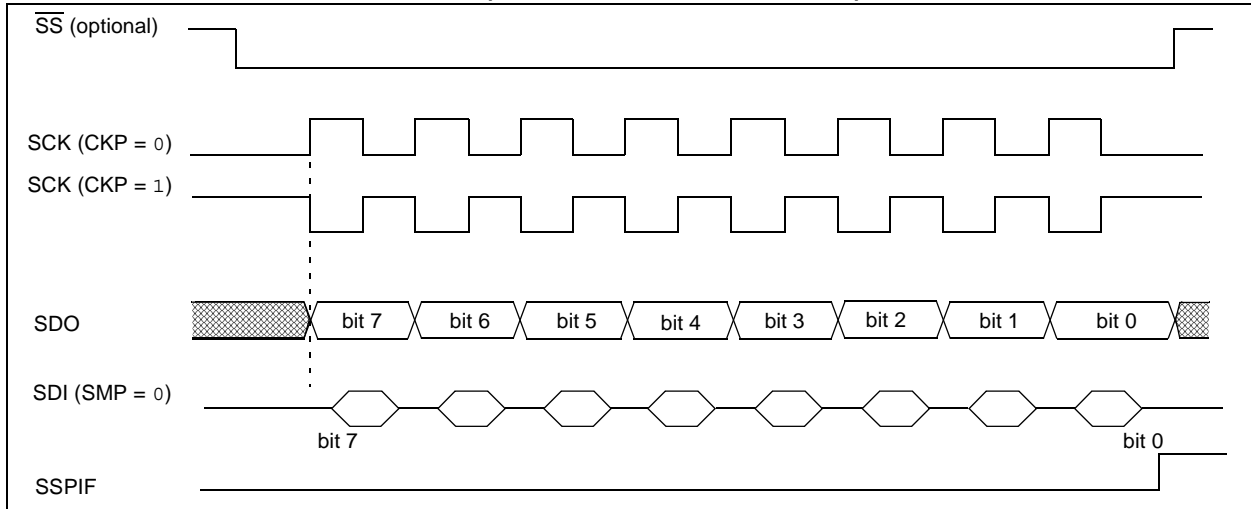 SS (optional)
SCK (CKP = 0)
SCK (CKP = 1)
SDO
bit 7 bit 6 bit 5 bit 4 bit 3 bit 2 bit 1 bit 0
SDI (SMP = 0)
bit 7 bit 0
SSPIF